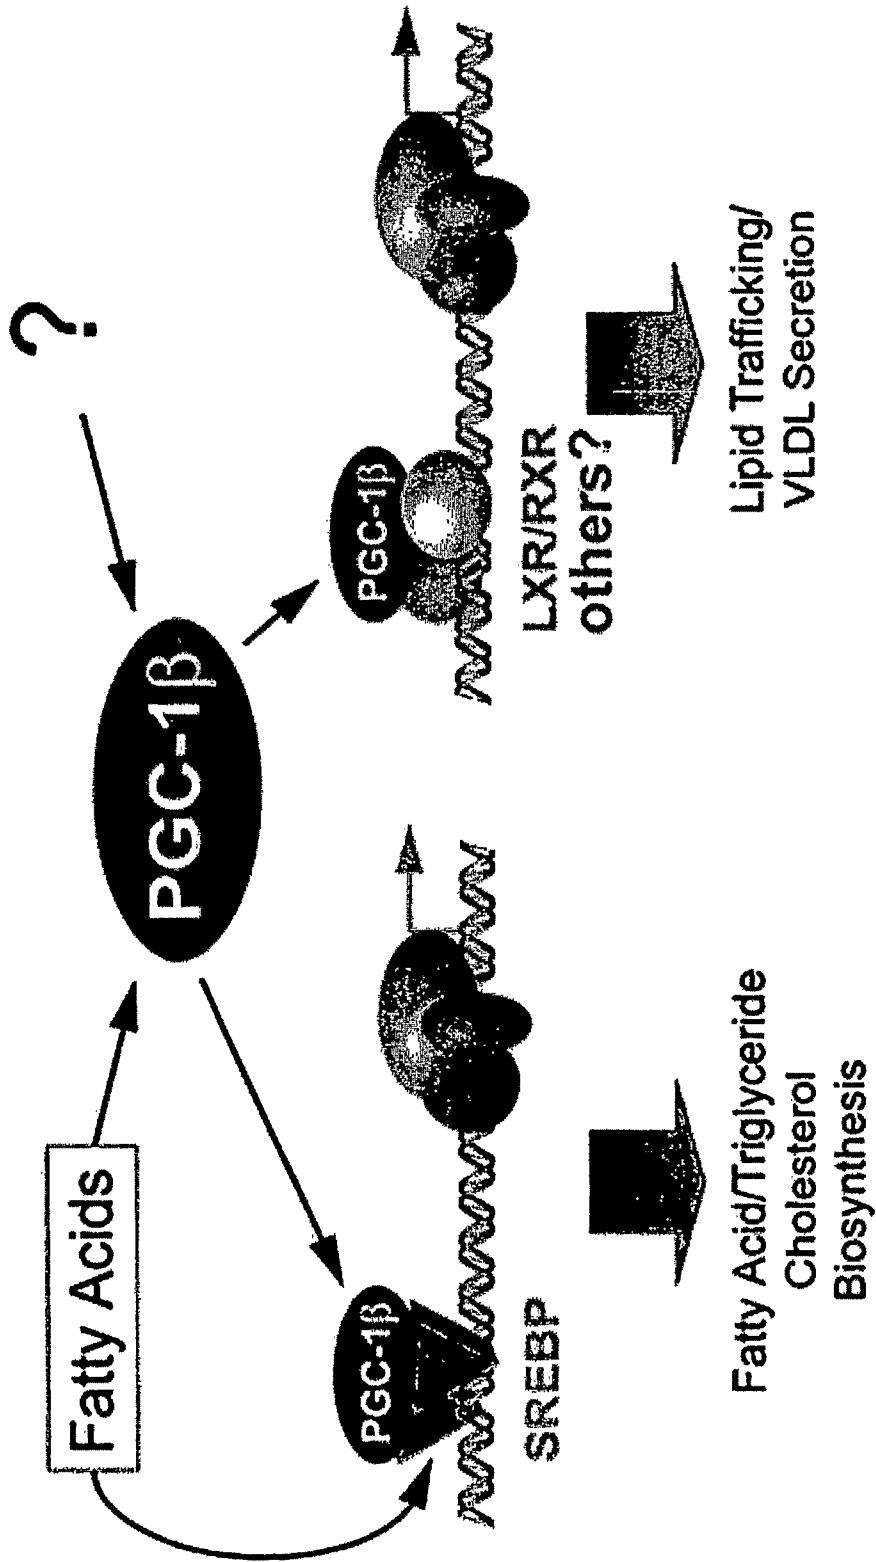 Fatty Acids
?
PGC-1β
PGC-1β
SREBP
PGC-1β
LXR/RXR
others?
Fatty Acid/Triglyceride
Cholesterol
Biosynthesis
Lipid Trafficking/
VLDL Secretion